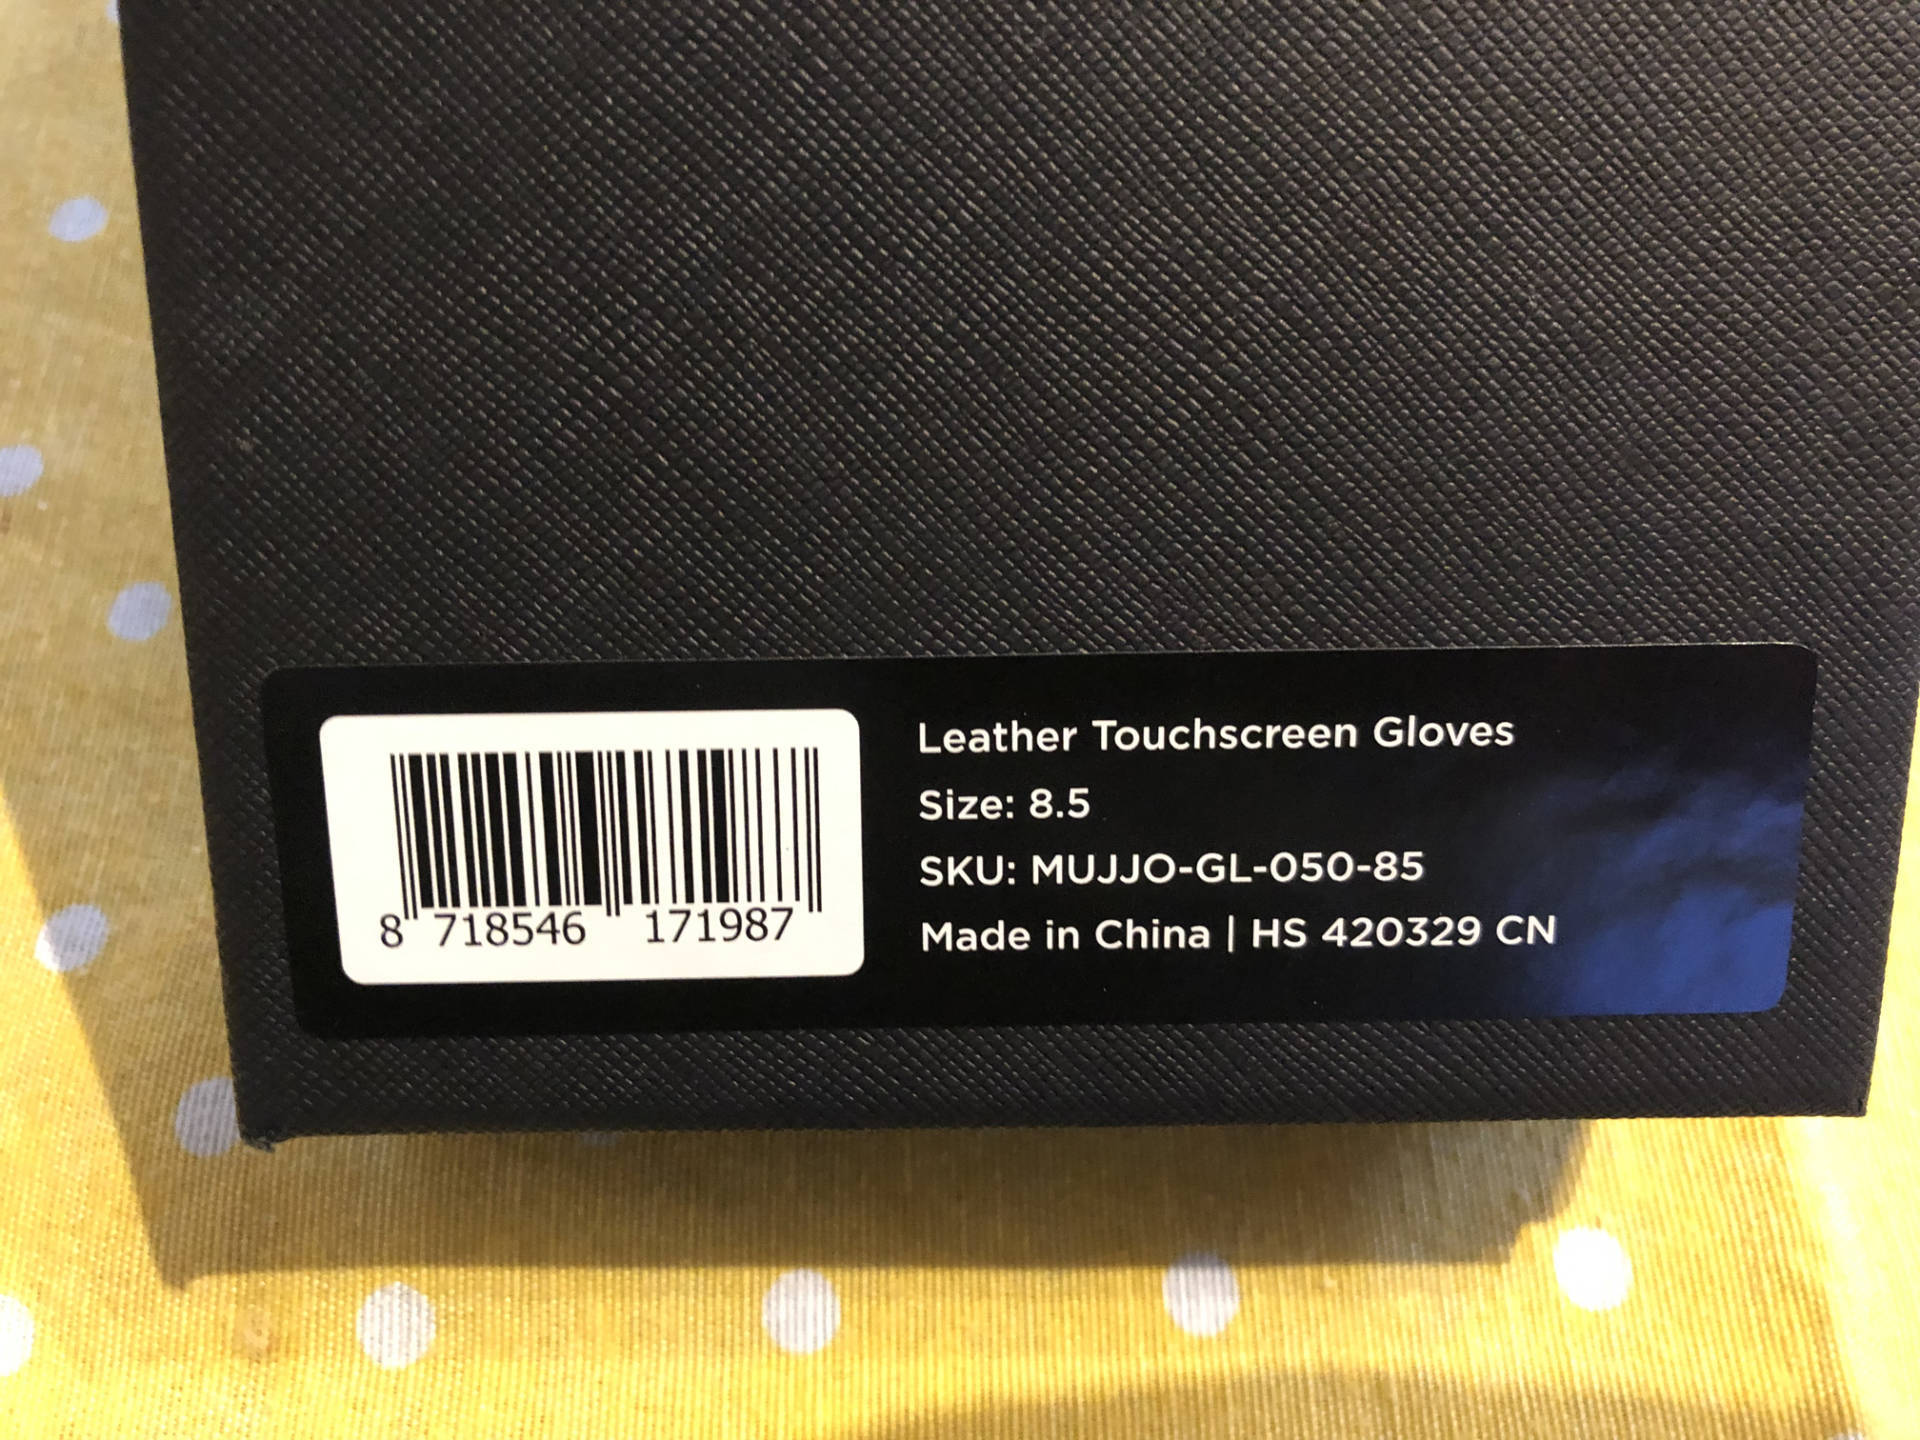 Leather Touchscreen Gloves
Size: 8.5
SKU: MUJJO-GL-050-85
Made in China | HS 420329 CN
8 718546 171987